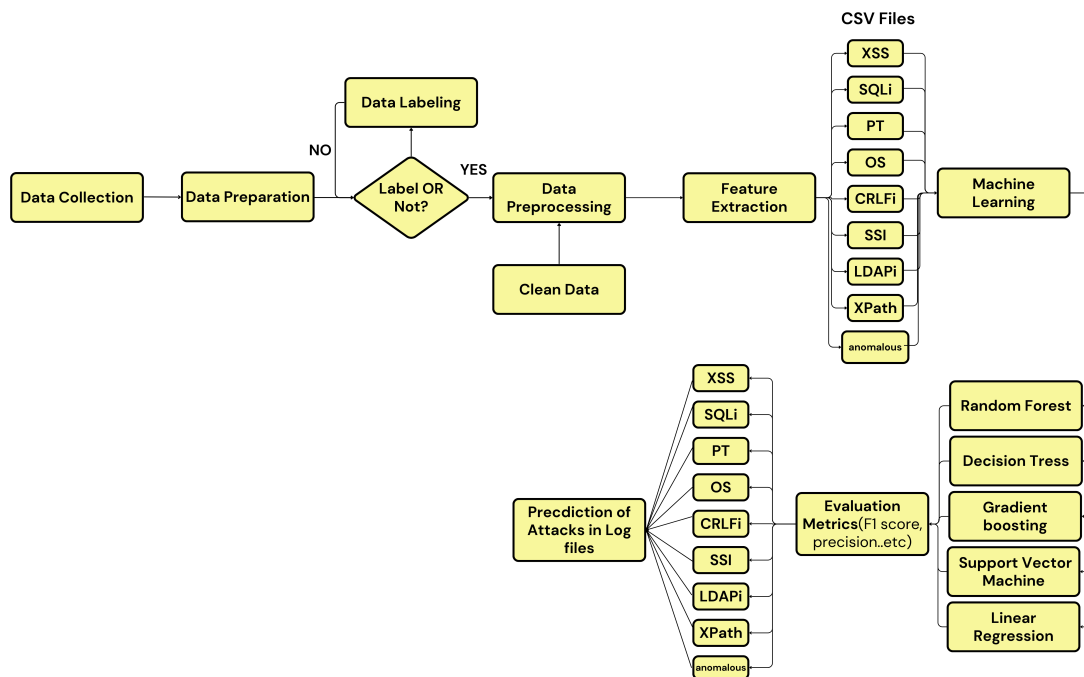 CSV Files
XSS
SQLi
PT
OS
CRLFi
SSI
LDAPi
XPath
anomalous
Data Labeling
NO
YES
Data Collection
Data Preparation
Label OR
Not?
Data
Preprocessing
Clean Data
Feature
Extraction
Machine
Learning
Random Forest
Decision Tress
Gradient
boosting
Support Vector
Machine
Linear
Regression
Evaluation
Metrics(F1 score,
precision..etc)
XSS
SQLi
PT
OS
CRLFi
SSI
LDAPi
XPath
anomalous
Precdiction of
Attacks in Log
files